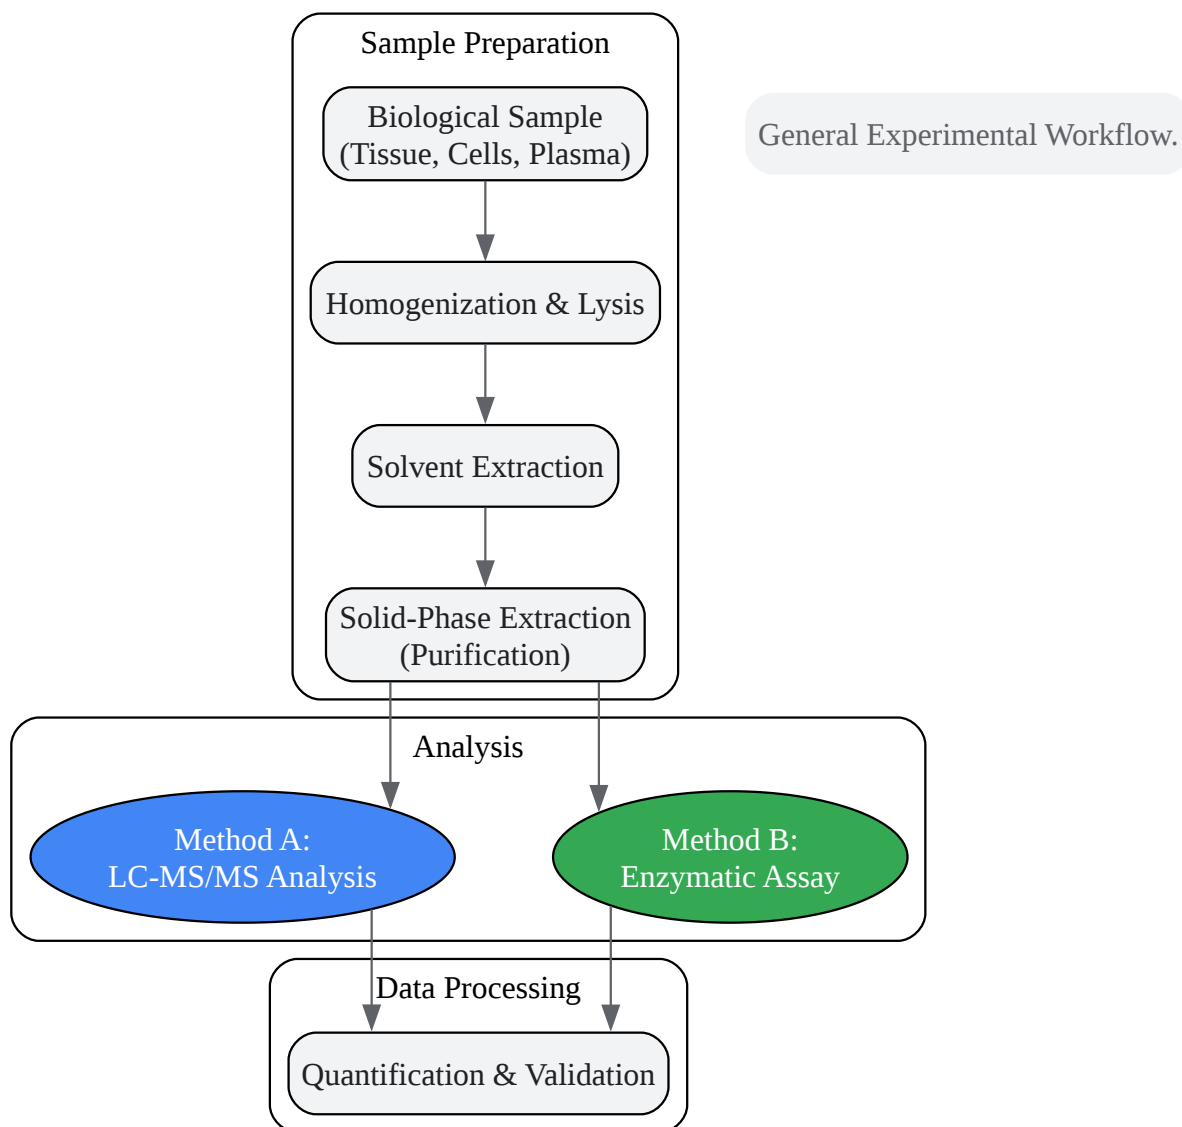 Sample Preparation
Biological Sample
(Tissue, Cells, Plasma)
General Experimental Workflow.
Homogenization & Lysis
Solvent Extraction
Solid-Phase Extraction
(Purification)
Analysis
Method A:
LC-MS/MS Analysis
Method B:
Enzymatic Assay
Data Processing
Quantification & Validation